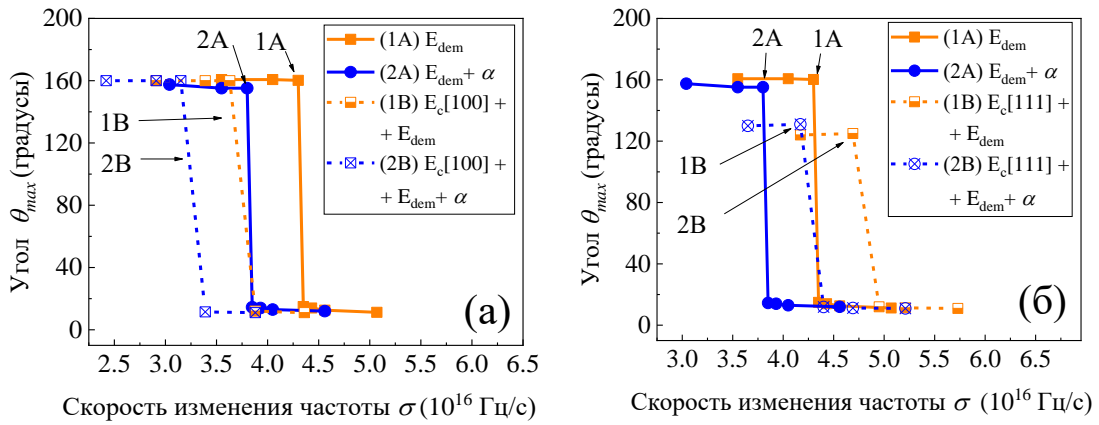 200
160
120
80
40
0
Угол θmax (градусы)
2.5 3.0 3.5 4.0 4.5 5.0 5.5 6.0 6.5
Скорость изменения частоты σ (10¹⁶ Гц/с)
2A
1A
1B
2B
(1A) Edem
(2A) Edem+ α
(1B) Ec[100] +
+ Edem
(2B) Ec[100] +
+ Edem+ α
(а)
200
160
120
80
40
0
Угол θmax (градусы)
3.0 3.5 4.0 4.5 5.0 5.5 6.0 6.5
Скорость изменения частоты σ (10¹⁶ Гц/с)
2A
1A
1B
2B
(1A) Edem
(2A) Edem+ α
(1B) Ec[111] +
+ Edem
(2B) Ec[111] +
+ Edem+ α
(б)